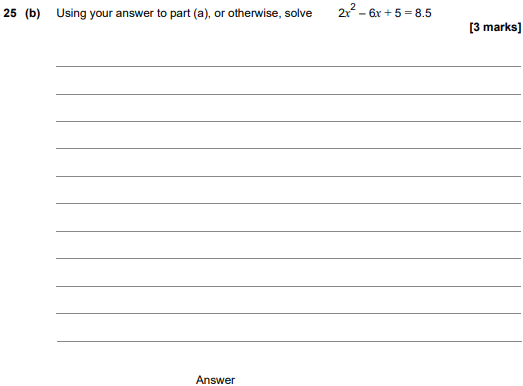 25 (b) Using your answer to part (a), or otherwise, solve 2x² – 6x + 5 = 8.5
[3 marks]
Answer